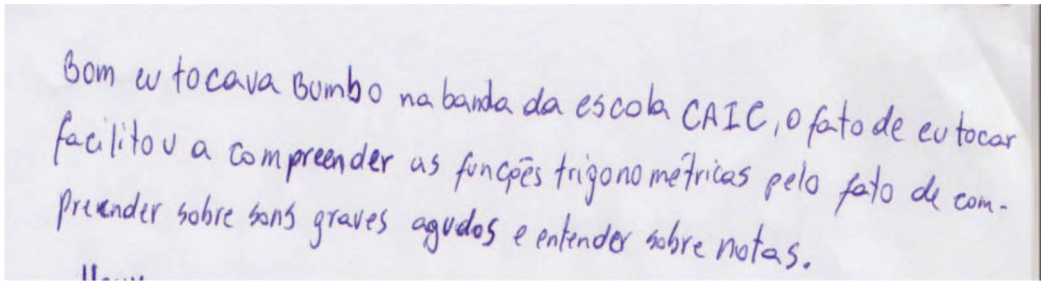 Bom eu tocava Bumbo na banda da escola CAIC, o fato de eu tocar
facilitou a compreender as funções trigonométricas pelo fato de com-
preender sobre sons graves agudos e entender sobre notas.